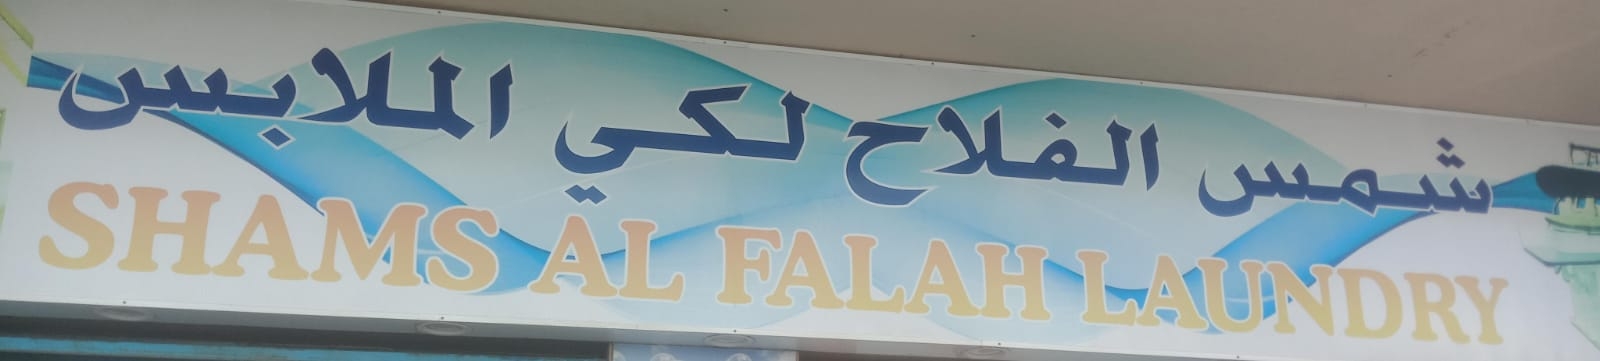 شمس الفلاح لكي الملابس
SHAMS AL FALAH LAUNDRY